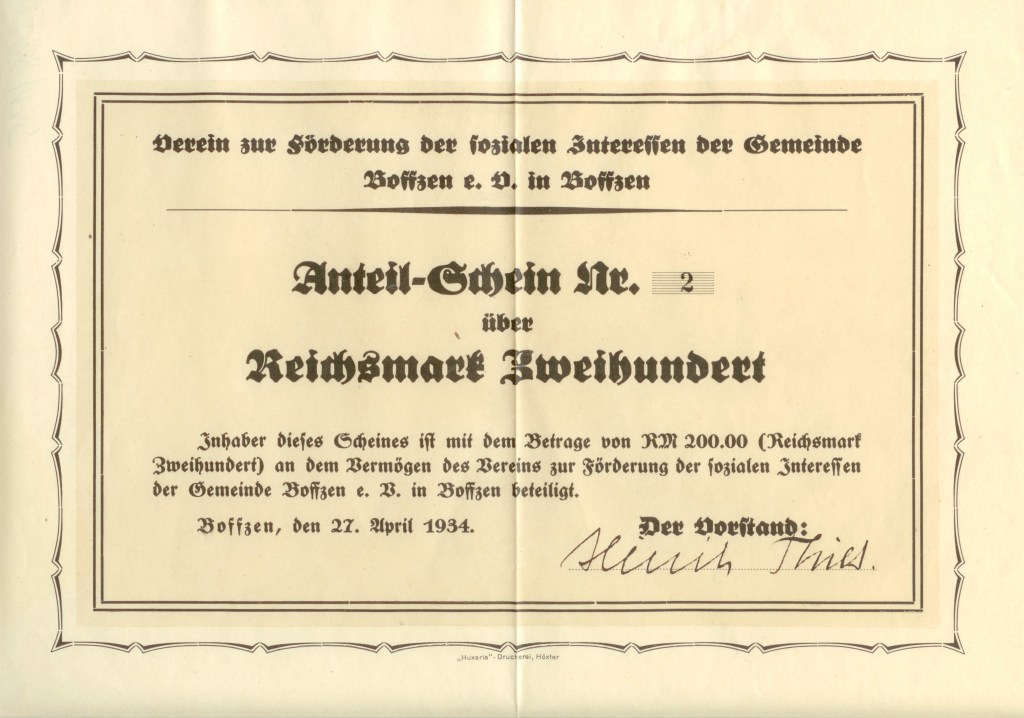 Verein zur Förderung der sozialen Interessen der Gemeinde
Boffzen e. V. in Boffzen
Anteil-Schein Nr. 2
über
Reichsmark Zweihundert
Inhaber dieses Scheines ist mit dem Betrage von RM 200.00 (Reichsmark
Zweihundert) an dem Vermögen des Vereins zur Förderung der sozialen Interessen
der Gemeinde Boffzen e. V. in Boffzen beteiligt.
Boffzen, den 27. April 1934.
Der Vorstand:
Heinrich Thies.
„Huxaria"-Druckerei, Höxter